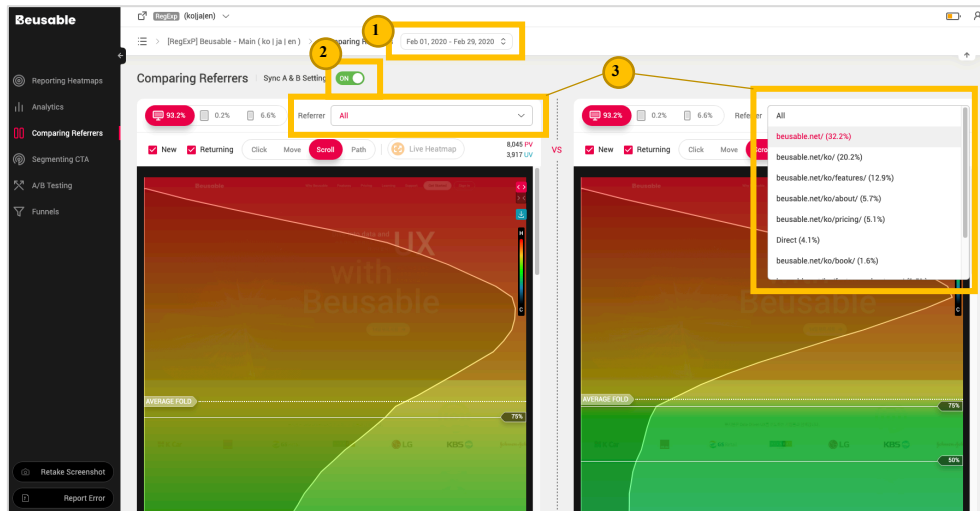 Beusable
RegExp (ko|ja|en)
[RegExP] Beusable - Main ( ko | ja | en )
Feb 01, 2020 - Feb 29, 2020
1
2
3
Comparing Referrers
Sync A & B Setting
ON
Reporting Heatmaps
Analytics
Comparing Referrers
Segmenting CTA
A/B Testing
Funnels
Retake Screenshot
Report Error
93.2% 0.2% 6.6% Referrer All
New Returning Click Move Scroll Path Live Heatmap
8,045 PV
3,917 UV
Beusable
UX
with
Beusable
H
C
AVERAGE FOLD
75%
LG KBS
VS
93.2% 0.2% 6.6%
New Returning Click Move
All
beusable.net/ (32.2%)
beusable.net/ko/ (20.2%)
beusable.net/ko/features/ (12.9%)
beusable.net/ko/about/ (5.7%)
beusable.net/ko/pricing/ (5.1%)
Direct (4.1%)
beusable.net/ko/book/ (1.6%)
Beusable
C
AVERAGE FOLD
75%
LG KBS
50%